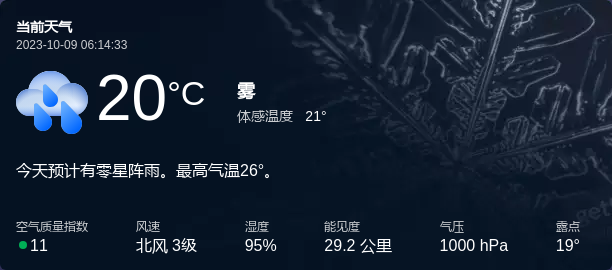 当前天气
2023-10-09 06:14:33
20°C
雾
体感温度 21°
今天预计有零星阵雨。最高气温26°。
空气质量指数 风速 湿度 能见度 气压 露点
11 北风 3级 95% 29.2 公里 1000 hPa 19°